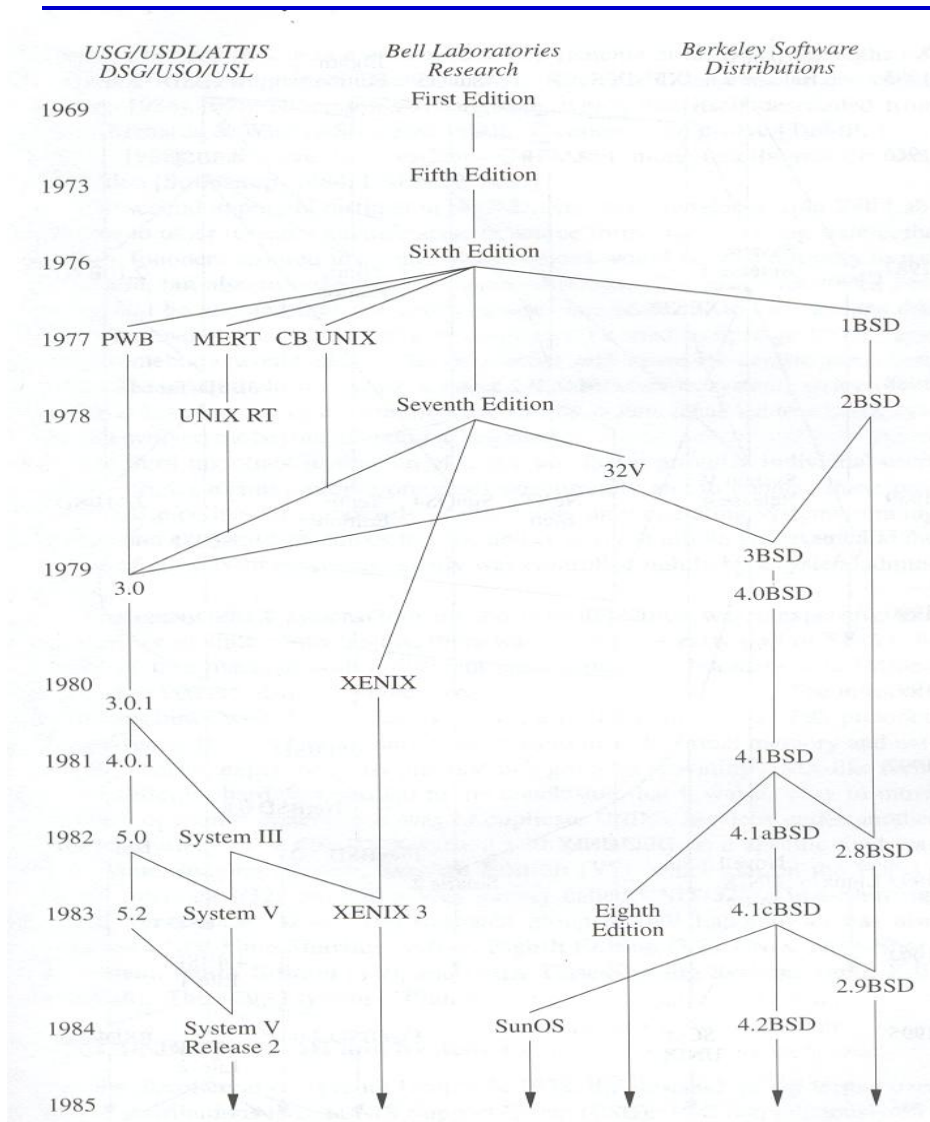 USG/USDL/ATTIS
DSG/USO/USL
Bell Laboratories
Research
Berkeley Software
Distributions
1969
First Edition
1973
Fifth Edition
1976
Sixth Edition
1977
PWB
MERT
CB UNIX
1BSD
1978
UNIX RT
Seventh Edition
2BSD
32V
1979
3.0
3BSD
4.0BSD
1980
3.0.1
XENIX
1981
4.0.1
4.1BSD
1982
5.0
System III
4.1aBSD
2.8BSD
1983
5.2
System V
XENIX 3
Eighth
Edition
4.1cBSD
2.9BSD
1984
System V
Release 2
SunOS
4.2BSD
1985